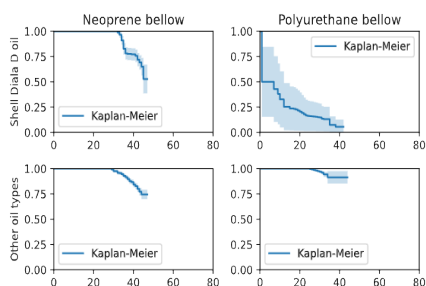 Neoprene bellow
Polyurethane bellow
Shell Diala D oil
1.00
0.75
0.50
0.25
0.00
Kaplan-Meier
0 20 40 60 80
1.00
0.75
0.50
0.25
0.00
Kaplan-Meier
0 20 40 60 80
Other oil types
1.00
0.75
0.50
0.25
0.00
Kaplan-Meier
0 20 40 60 80
1.00
0.75
0.50
0.25
0.00
Kaplan-Meier
0 20 40 60 80